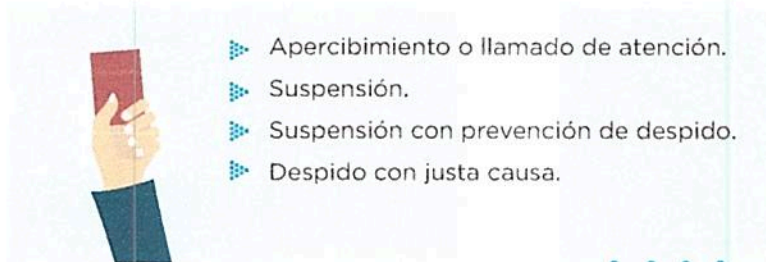 Apercibimiento o llamado de atención.
Suspensión.
Suspensión con prevención de despido.
Despido con justa causa.